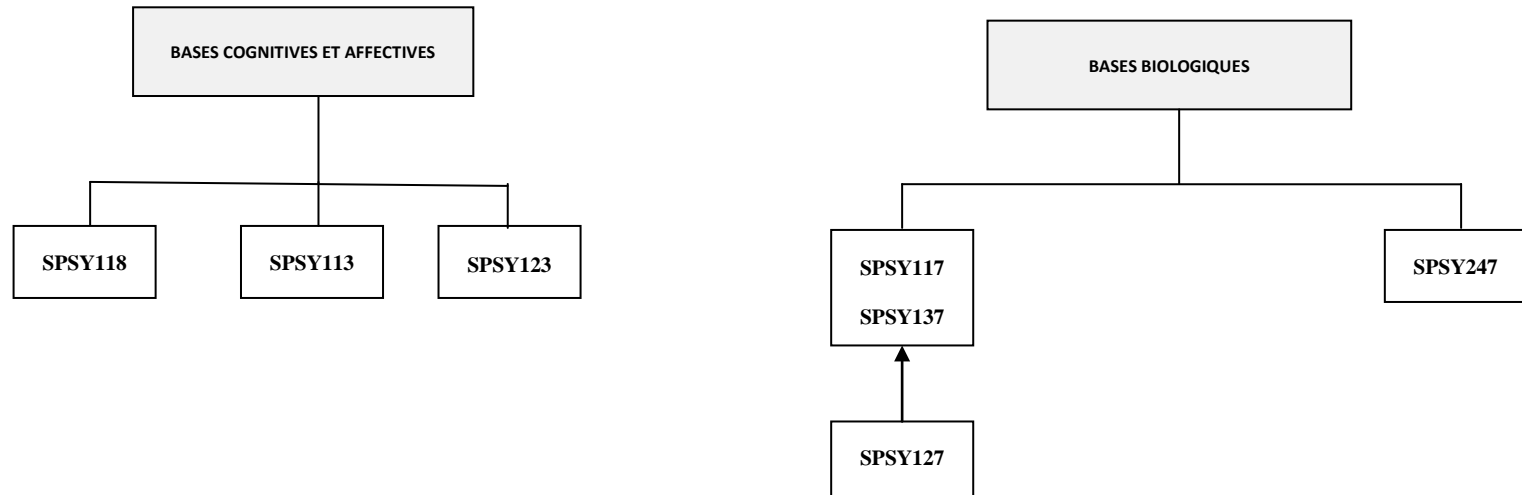 BASES COGNITIVES ET AFFECTIVES
SPSY118
SPSY113
SPSY123
BASES BIOLOGIQUES
SPSY117
SPSY137
SPSY247
SPSY127